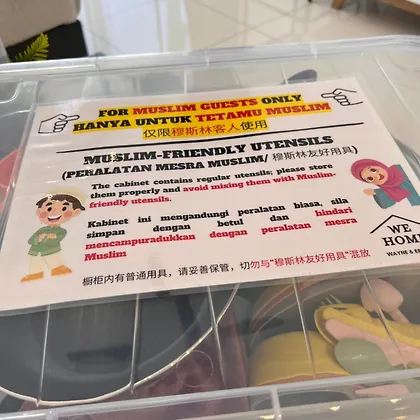 FOR MUSLIM GUESTS ONLY
HANYA UNTUK TETAMU MUSLIM
仅限穆斯林客人使用
MUSLIM-FRIENDLY UTENSILS
(PERALATAN MESRA MUSLIM/ 穆斯林友好用具)
The cabinet contains regular utensils; please store
them properly and avoid mixing them with Muslim-
friendly utensils.
Kabinet ini mengandungi peralatan biasa, sila
simpan dengan betul dan hindari
mencampuradukkan dengan peralatan mesra
Muslim
橱柜内有普通用具，请妥善保管，切勿与"穆斯林友好用具"混放
WE
HOM
WAYNE &